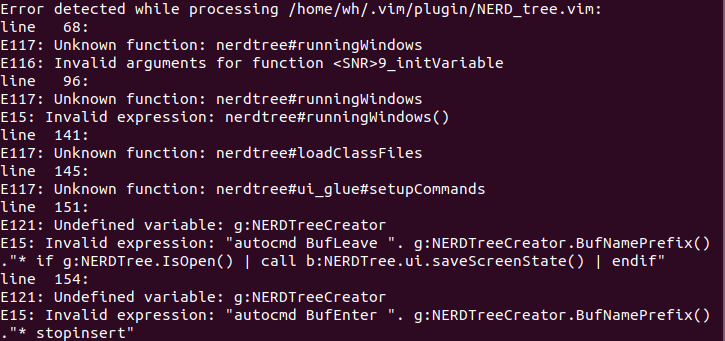 Error detected while processing /home/wh/.vim/plugin/NERD_tree.vim:
line   68:
E117: Unknown function: nerdtree#runningWindows
E116: Invalid arguments for function <SNR>9_initVariable
line   96:
E117: Unknown function: nerdtree#runningWindows
E15: Invalid expression: nerdtree#runningWindows()
line  141:
E117: Unknown function: nerdtree#loadClassFiles
line  145:
E117: Unknown function: nerdtree#ui_glue#setupCommands
line  151:
E121: Undefined variable: g:NERDTreeCreator
E15: Invalid expression: "autocmd BufLeave ". g:NERDTreeCreator.BufNamePrefix()
."* if g:NERDTree.IsOpen() | call b:NERDTree.ui.saveScreenState() | endif"
line  154:
E121: Undefined variable: g:NERDTreeCreator
E15: Invalid expression: "autocmd BufEnter ". g:NERDTreeCreator.BufNamePrefix()
."* stopinsert"